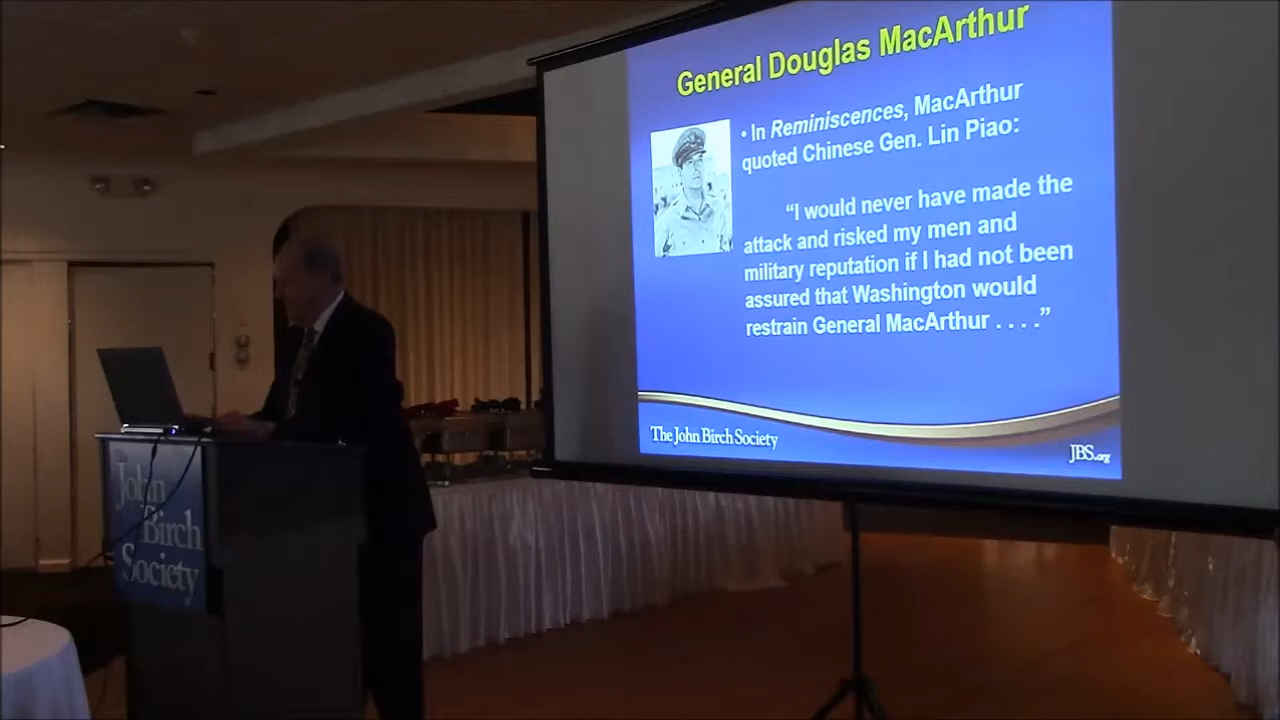 General Douglas MacArthur
• In Reminiscences, MacArthur
quoted Chinese Gen. Lin Piao:
“I would never have made the
attack and risked my men and
military reputation if I had not been
assured that Washington would
restrain General MacArthur . . . .”
The John Birch Society
JBS.org
The
John
Birch
Society